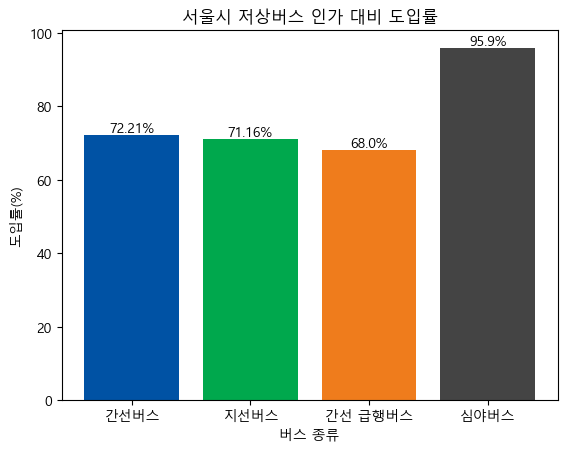 서울시 저상버스 인가 대비 도입률
도입률(%)
100
80
60
40
20
0
72.21%
71.16%
68.0%
95.9%
간선버스
지선버스
간선 급행버스
심야버스
버스 종류